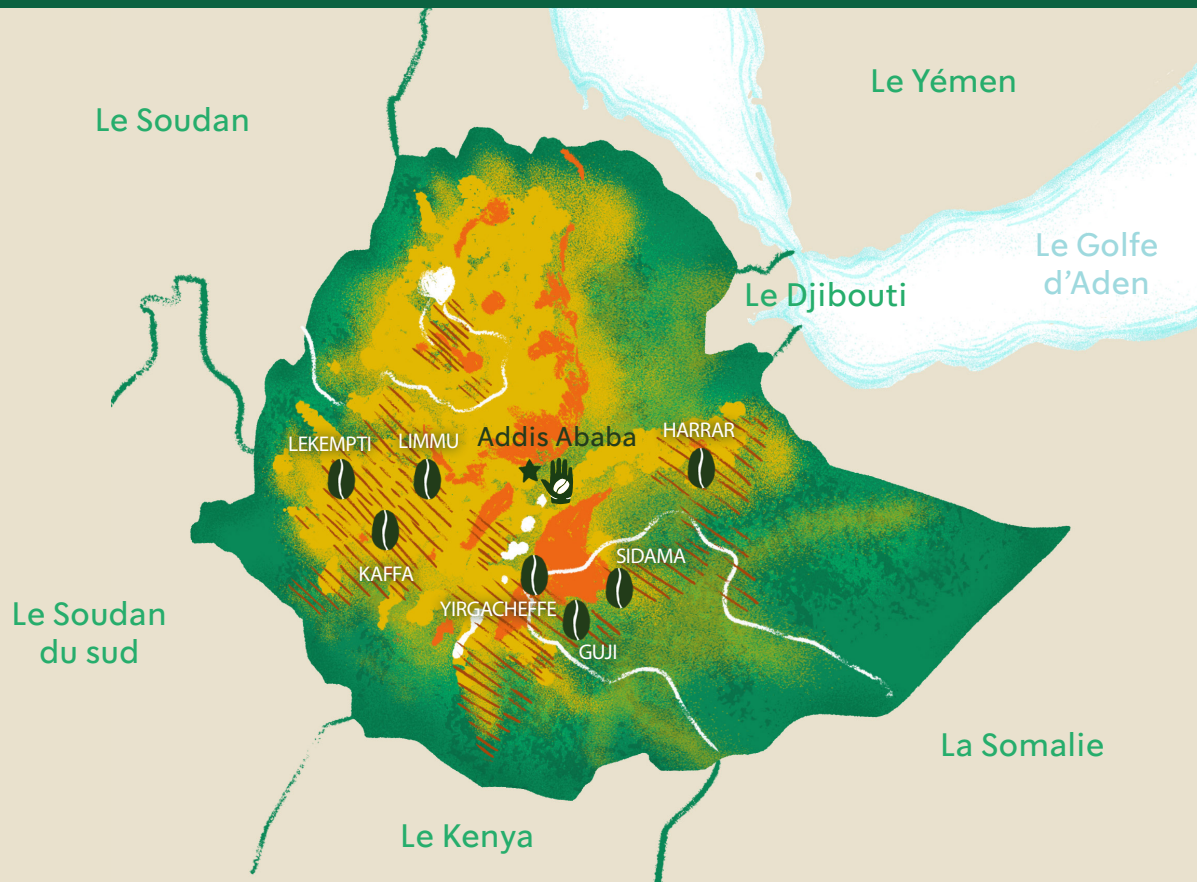 Le Yémen
Le Soudan
Le Golfe
d'Aden
Le Djibouti
HARRAR
Addis Ababa
LEKEMPTI
LIMMU
SIDAMA
KAFFA
YIRGACHEFFE
Le Soudan
du sud
GUJI
La Somalie
Le Kenya